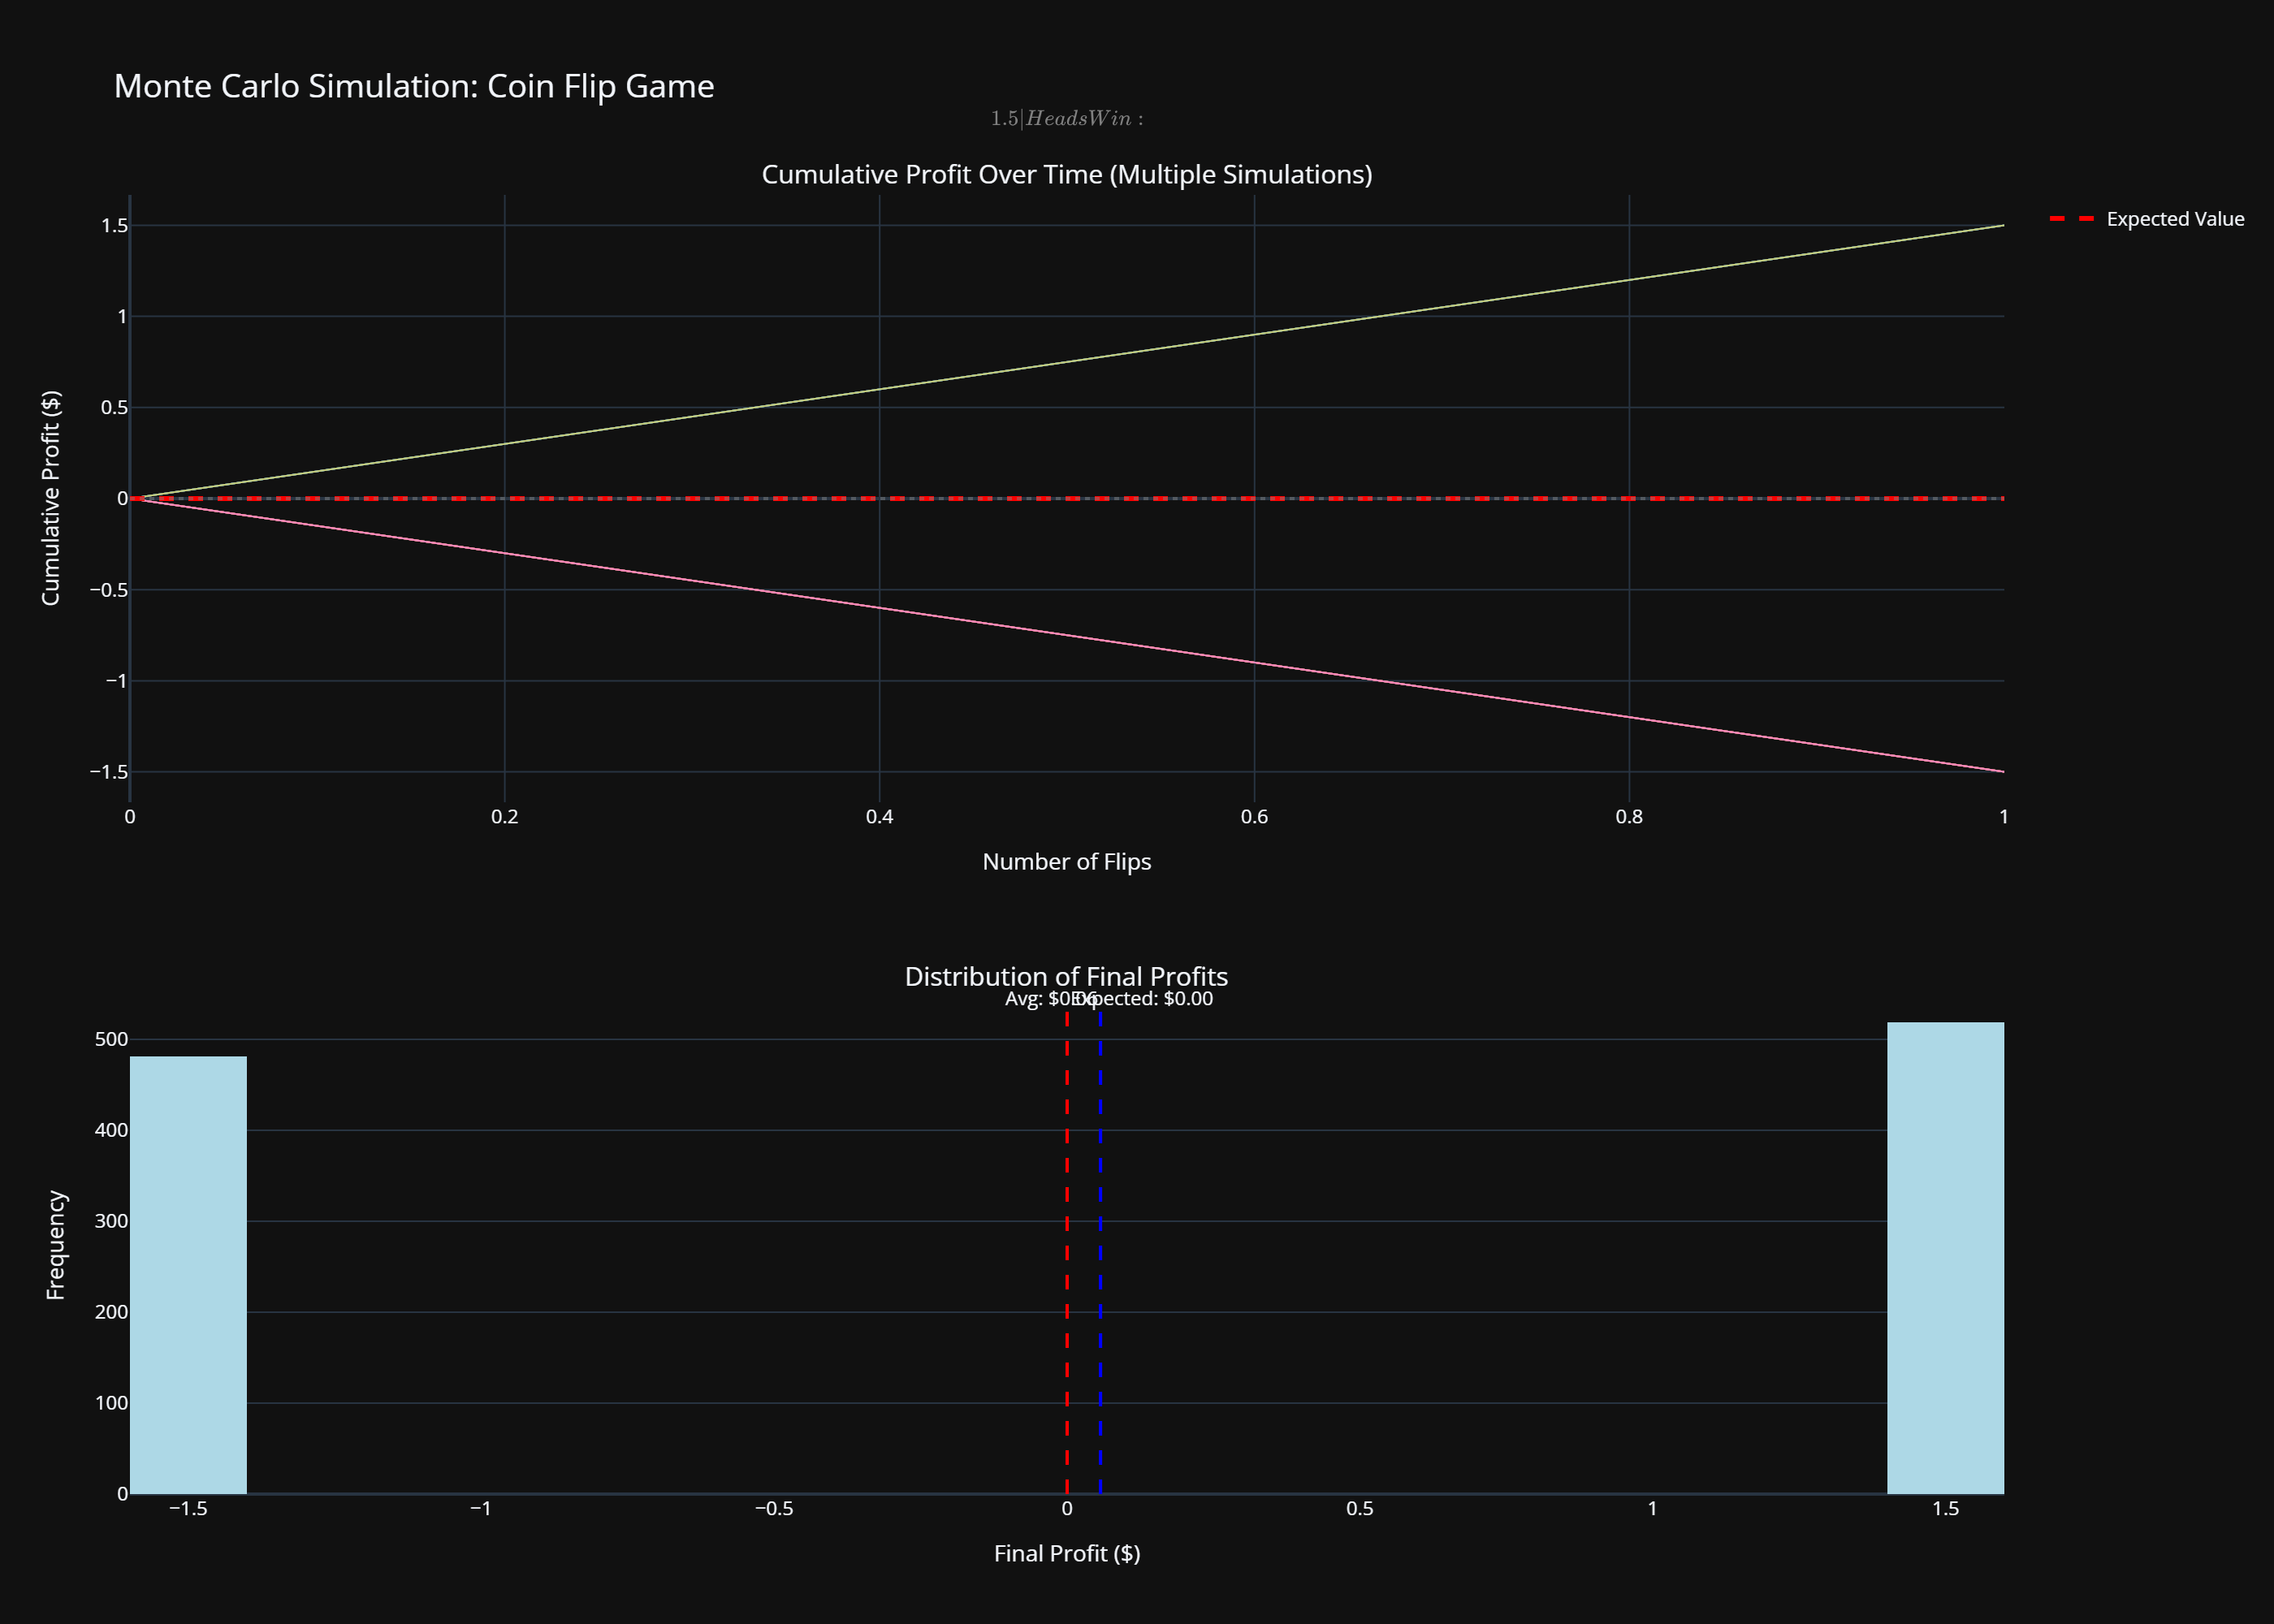 Monte Carlo Simulation: Coin Flip Game
1.5|HeadsWin:
Cumulative Profit Over Time (Multiple Simulations)
Expected Value
Cumulative Profit ($)
1.5
1
0.5
0
−0.5
−1
−1.5
0 0.2 0.4 0.6 0.8 1
Number of Flips
Distribution of Final Profits
Avg: $0.06 Expected: $0.00
Frequency
500
400
300
200
100
0
−1.5 −1 −0.5 0 0.5 1 1.5
Final Profit ($)